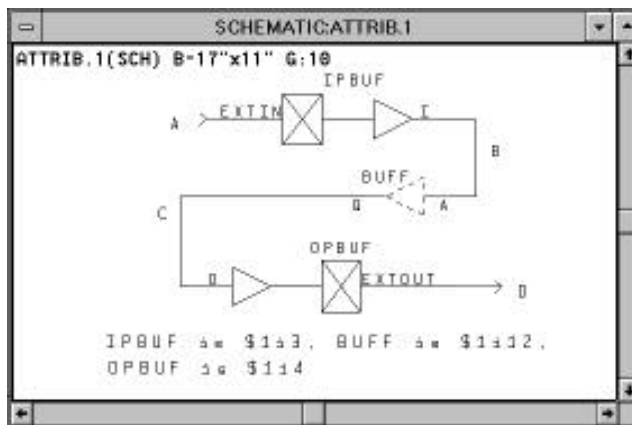 SCHEMATIC:ATTRIB.1
ATTRIB.1(SCH) B-17"x11" G:10
IPBUF
A
EXTIN
I
B
BUFF
Q
A
C
OPBUF
O
EXTOUT
D
IPBUF is $1i3, BUFF is $1i12,
OPBUF is $1i4